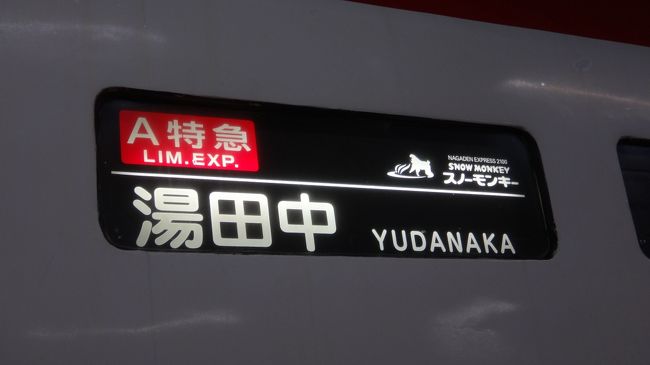 A特急
LIM.EXP.
NAGADEN EXPRESS 2100
SNOW MONKEY
スノーモンキー
湯田中 YUDANAKA